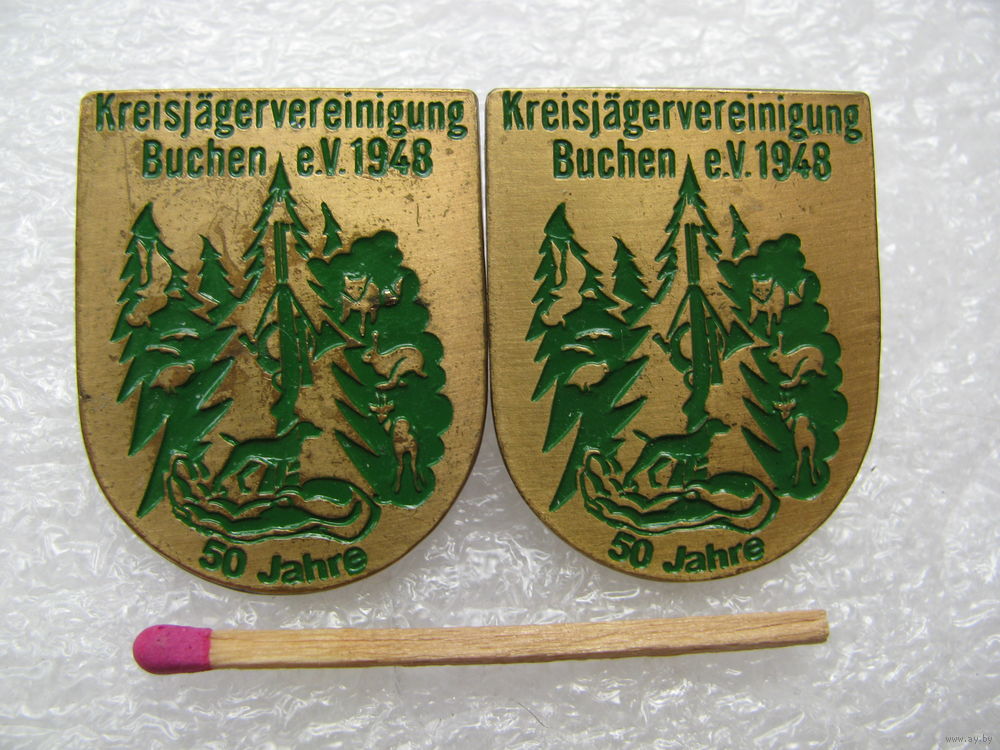 Kreisjägervereinigung
Buchen e.V. 1948
50 Jahre
Kreisjägervereinigung
Buchen e.V. 1948
50 Jahre
www.ay.by